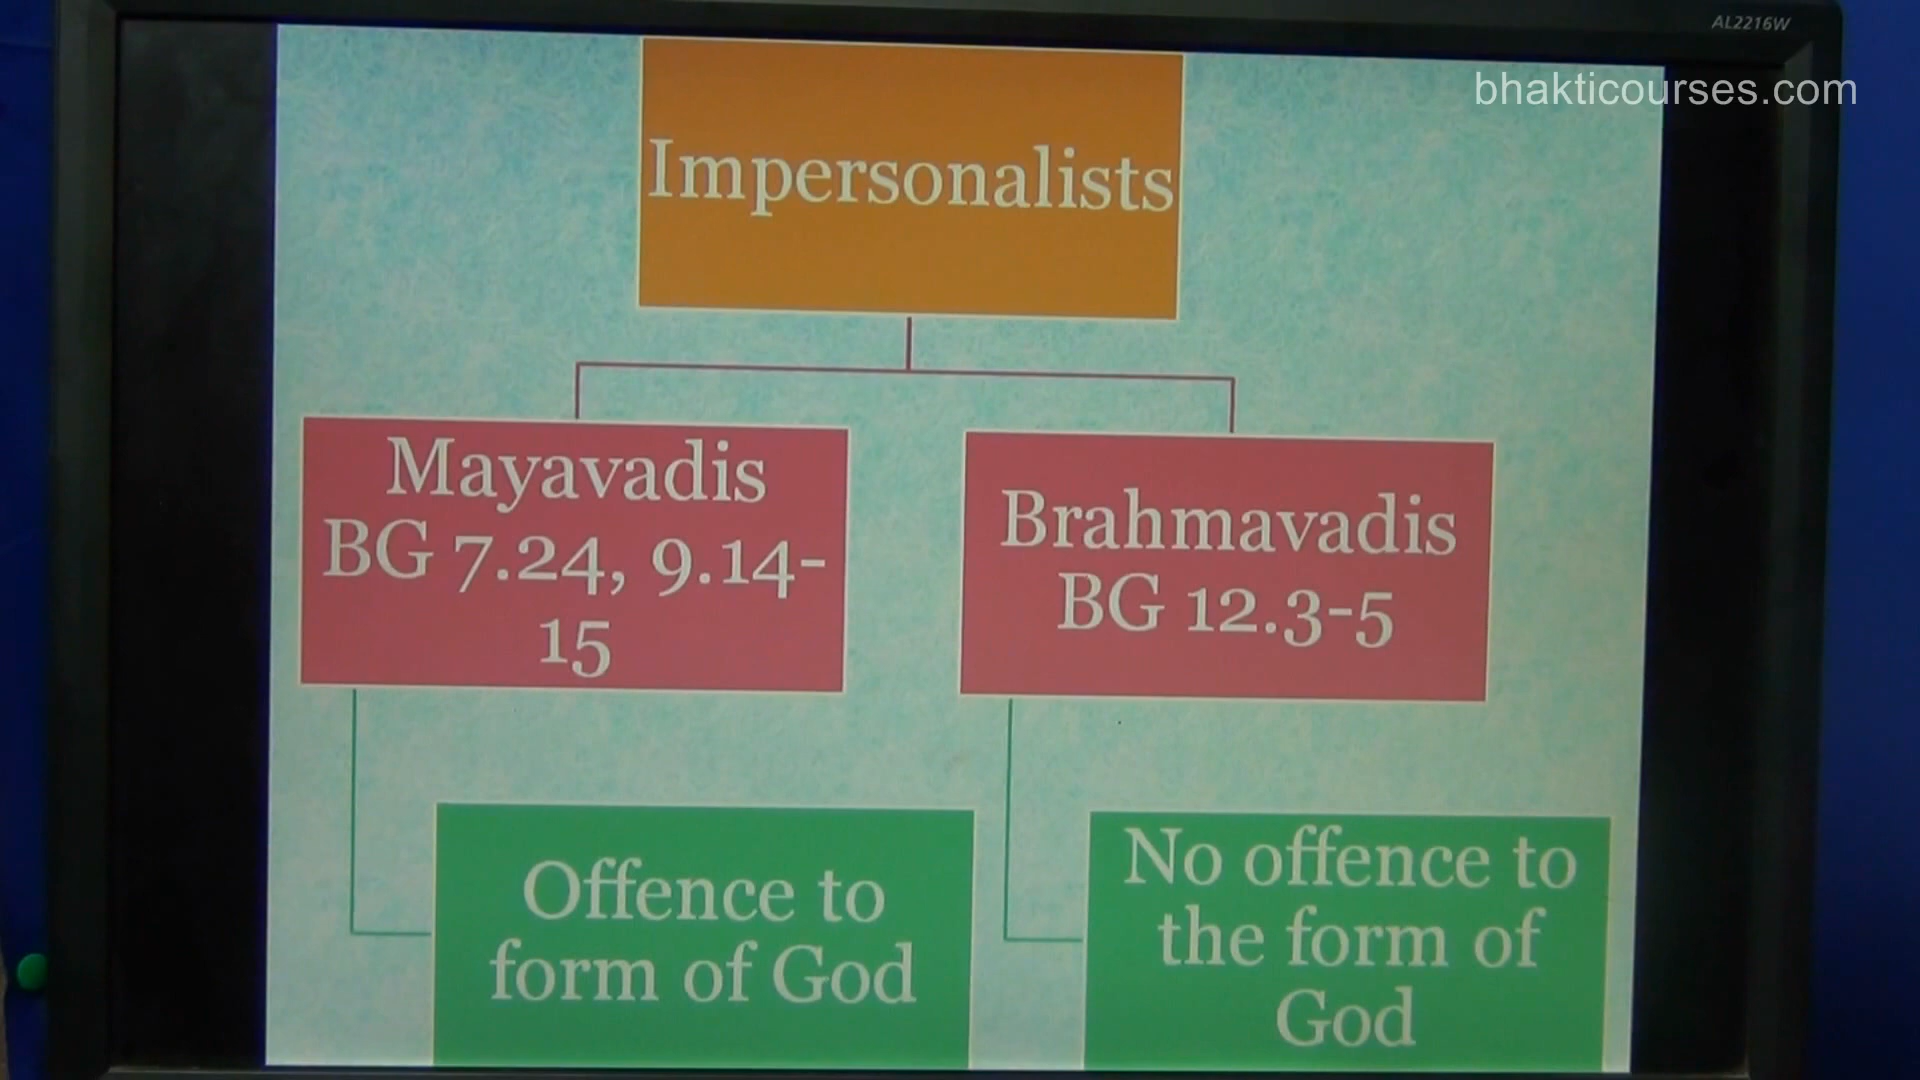 AL2216W
bhakticourses.com
Impersonalists
Mayavadis
BG 7.24, 9.14-
15
Brahmavadis
BG 12.3-5
Offence to
form of God
No offence to
the form of
God